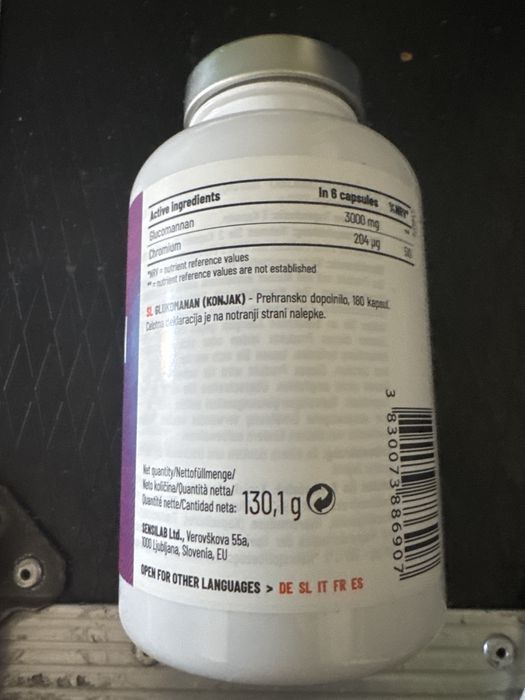 Active ingredients In 6 capsules %NRV*
Glucomannan 3000 mg **
Chromium 204 µg
*NRV = nutrient reference values
** = nutrient reference values are not established
SL GLUKOMANAN (KONJAK) - Prehransko dopolnilo, 180 kapsul.
Celotna deklaracija je na notranji strani nalepke.
Net quantity/Nettofüllmenge/
Neto količina/Quantità netta/
Quantité nette/Cantidad neta: 130,1 g
SENSILAB Ltd., Verovškova 55a,
1000 Ljubljana, Slovenia, EU
OPEN FOR OTHER LANGUAGES > DE SL IT FR ES
3 830073 886907